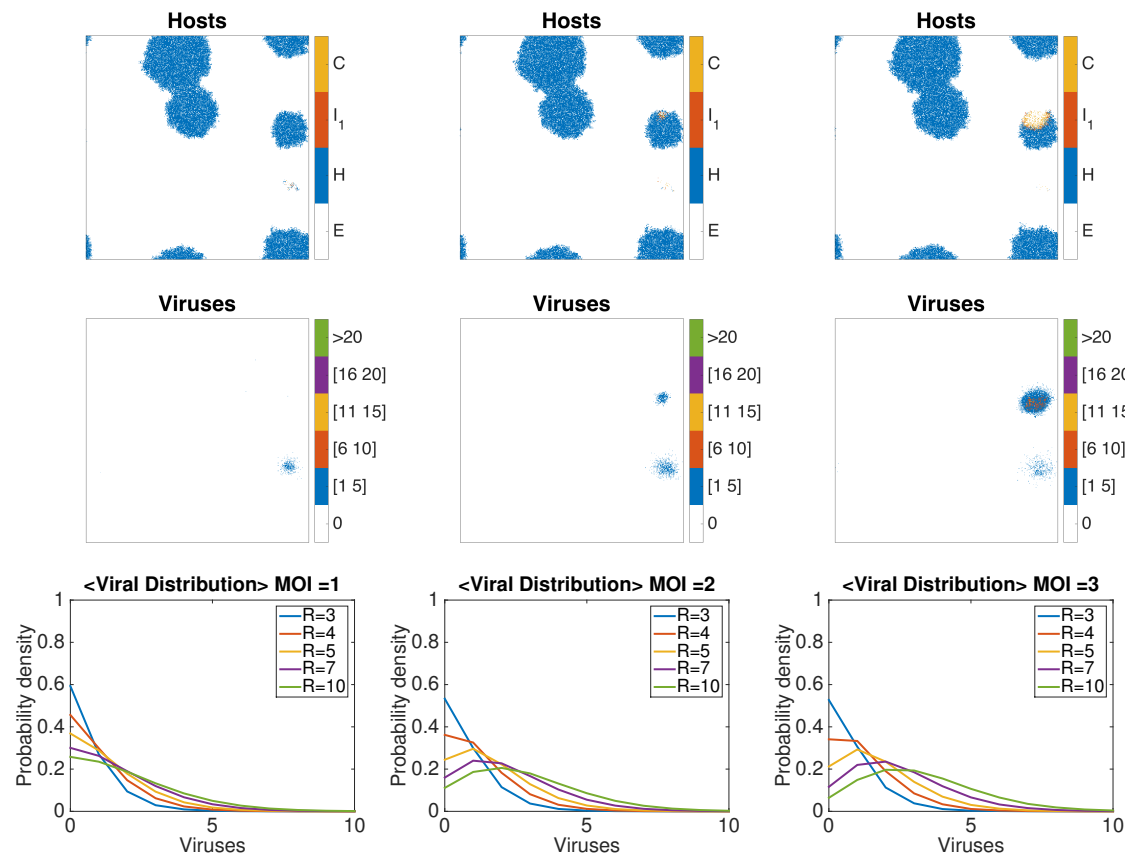 Hosts
C
I1
H
E
Hosts
C
I1
H
E
Hosts
C
I1
H
E
Viruses
>20
[16 20]
[11 15]
[6 10]
[1 5]
0
Viruses
>20
[16 20]
[11 15]
[6 10]
[1 5]
0
Viruses
>20
[16 20
[11 15
[6 10]
[1 5]
0
<Viral Distribution> MOI =1
Probability density
1
0.8
0.6
0.4
0.2
0
R=3
R=4
R=5
R=7
R=10
0 5 10
Viruses
<Viral Distribution> MOI =2
Probability density
1
0.8
0.6
0.4
0.2
0
R=3
R=4
R=5
R=7
R=10
0 5 10
Viruses
<Viral Distribution> MOI =3
Probability density
1
0.8
0.6
0.4
0.2
0
R=3
R=4
R=5
R=7
R=10
0 5 10
Viruses